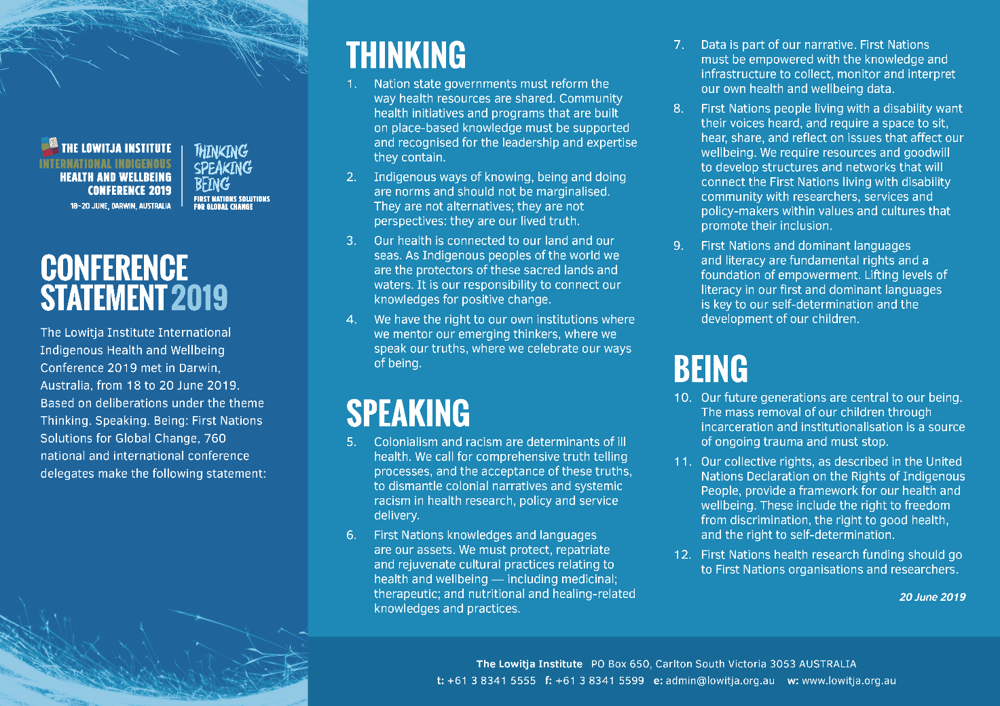 THE LOWITJA INSTITUTE
INTERNATIONAL INDIGENOUS
HEALTH AND WELLBEING
CONFERENCE 2019
18–20 JUNE, DARWIN, AUSTRALIA
THINKING
SPEAKING
BEING
FIRST NATIONS SOLUTIONS
FOR GLOBAL CHANGE
CONFERENCE
STATEMENT 2019
The Lowitja Institute International
Indigenous Health and Wellbeing
Conference 2019 met in Darwin,
Australia, from 18 to 20 June 2019.
Based on deliberations under the theme
Thinking. Speaking. Being: First Nations
Solutions for Global Change, 760
national and international conference
delegates make the following statement:
THINKING
1. Nation state governments must reform the
way health resources are shared. Community
health initiatives and programs that are built
on place-based knowledge must be supported
and recognised for the leadership and expertise
they contain.
2. Indigenous ways of knowing, being and doing
are norms and should not be marginalised.
They are not alternatives; they are not
perspectives: they are our lived truth.
3. Our health is connected to our land and our
seas. As Indigenous peoples of the world we
are the protectors of these sacred lands and
waters. It is our responsibility to connect our
knowledges for positive change.
4. We have the right to our own institutions where
we mentor our emerging thinkers, where we
speak our truths, where we celebrate our ways
of being.
SPEAKING
5. Colonialism and racism are determinants of ill
health. We call for comprehensive truth telling
processes, and the acceptance of these truths,
to dismantle colonial narratives and systemic
racism in health research, policy and service
delivery.
6. First Nations knowledges and languages
are our assets. We must protect, repatriate
and rejuvenate cultural practices relating to
health and wellbeing — including medicinal;
therapeutic; and nutritional and healing-related
knowledges and practices.
7. Data is part of our narrative. First Nations
must be empowered with the knowledge and
infrastructure to collect, monitor and interpret
our own health and wellbeing data.
8. First Nations people living with a disability want
their voices heard, and require a space to sit,
hear, share, and reflect on issues that affect our
wellbeing. We require resources and goodwill
to develop structures and networks that will
connect the First Nations living with disability
community with researchers, services and
policy-makers within values and cultures that
promote their inclusion.
9. First Nations and dominant languages
and literacy are fundamental rights and a
foundation of empowerment. Lifting levels of
literacy in our first and dominant languages
is key to our self-determination and the
development of our children.
BEING
10. Our future generations are central to our being.
The mass removal of our children through
incarceration and institutionalisation is a source
of ongoing trauma and must stop.
11. Our collective rights, as described in the United
Nations Declaration on the Rights of Indigenous
People, provide a framework for our health and
wellbeing. These include the right to freedom
from discrimination, the right to good health,
and the right to self-determination.
12. First Nations health research funding should go
to First Nations organisations and researchers.
20 June 2019
The Lowitja Institute PO Box 650, Carlton South Victoria 3053 AUSTRALIA
t: +61 3 8341 5555 f: +61 3 8341 5599 e: admin@lowitja.org.au w: www.lowitja.org.au